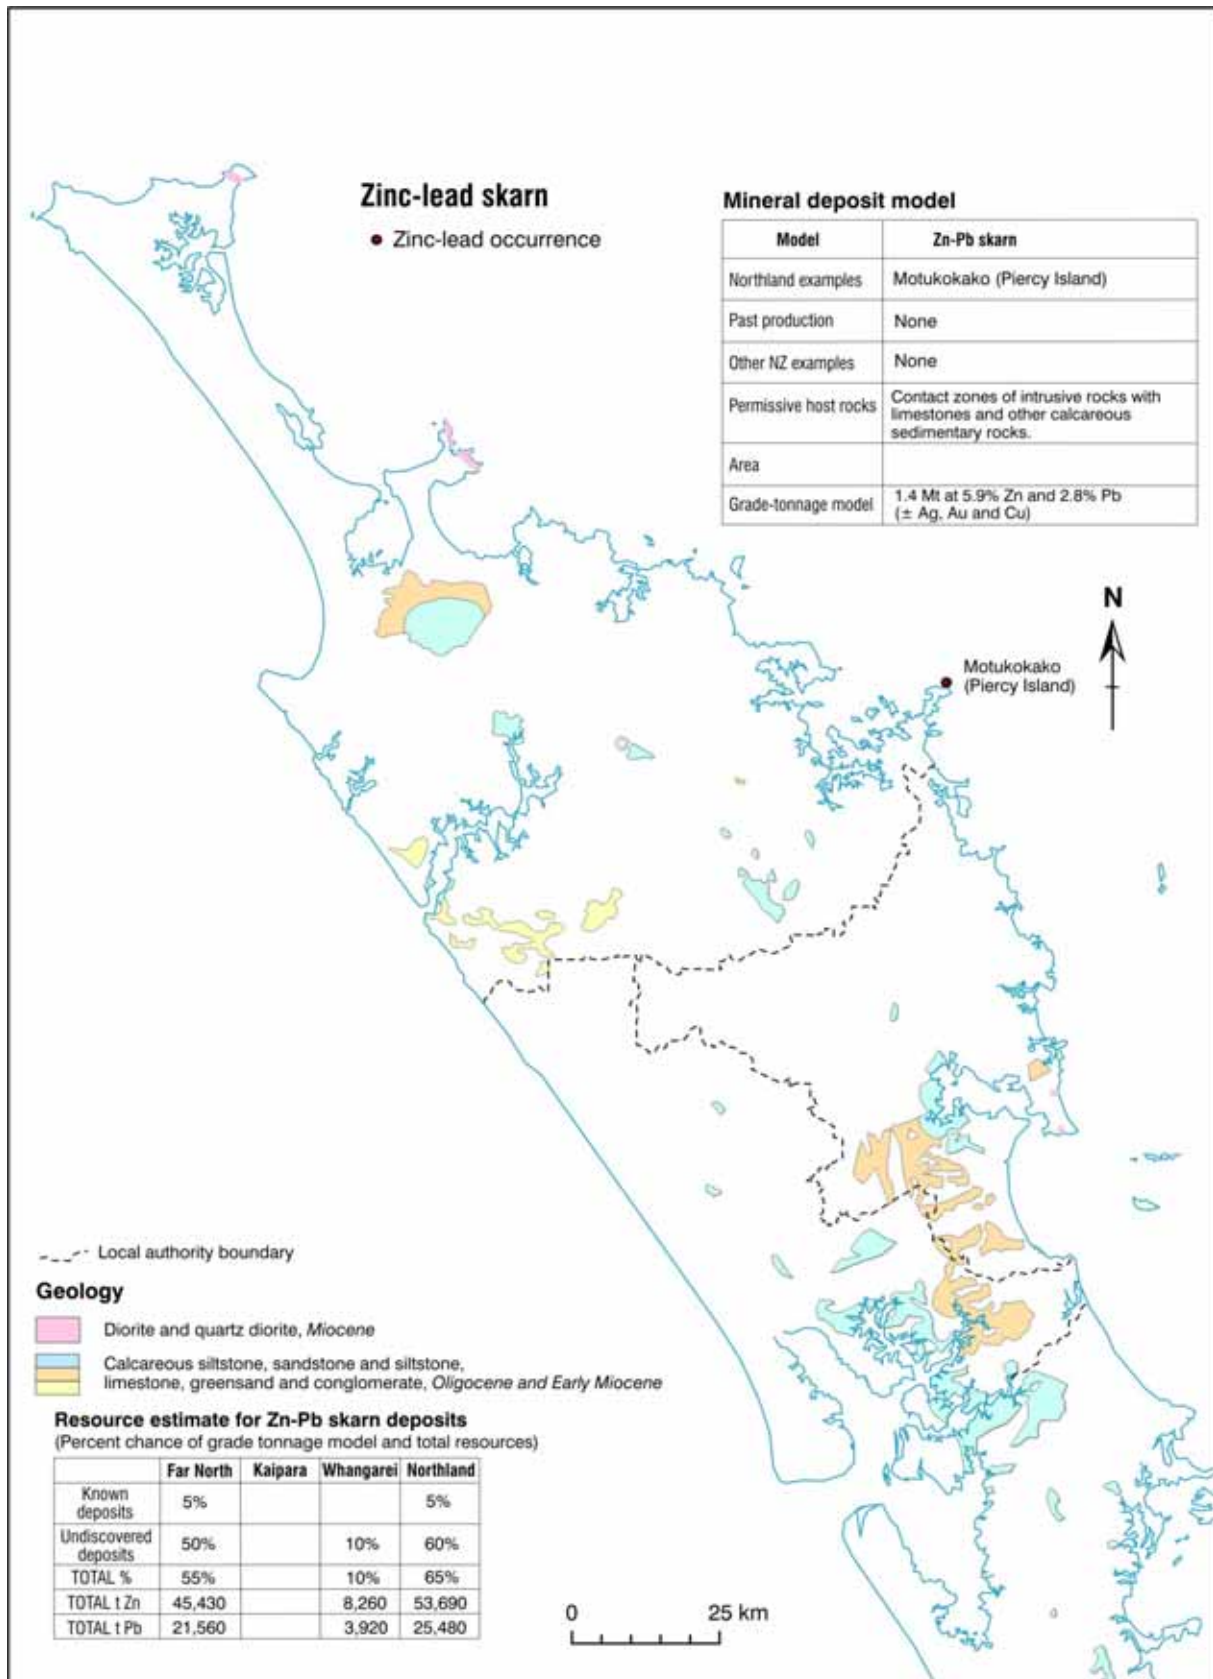 Zinc-lead skarn
Zinc-lead occurrence
Mineral deposit model
Model Zn-Pb skarn
Northland examples Motukokako (Piercy Island)
Past production None
Other NZ examples None
Permissive host rocks Contact zones of intrusive rocks with
limestones and other calcareous
sedimentary rocks.
Area
Grade-tonnage model 1.4 Mt at 5.9% Zn and 2.8% Pb
(± Ag, Au and Cu)
N
Motukokako
(Piercy Island)
Local authority boundary
Geology
Diorite and quartz diorite, Miocene
Calcareous siltstone, sandstone and siltstone,
limestone, greensand and conglomerate, Oligocene and Early Miocene
Resource estimate for Zn-Pb skarn deposits
(Percent chance of grade tonnage model and total resources)
Far North Kaipara Whangarei Northland
Known
deposits 5% 5%
Undiscovered
deposits 50% 10% 60%
TOTAL % 55% 10% 65%
TOTAL t Zn 45,430 8,260 53,690
TOTAL t Pb 21,560 3,920 25,480
0 25 km